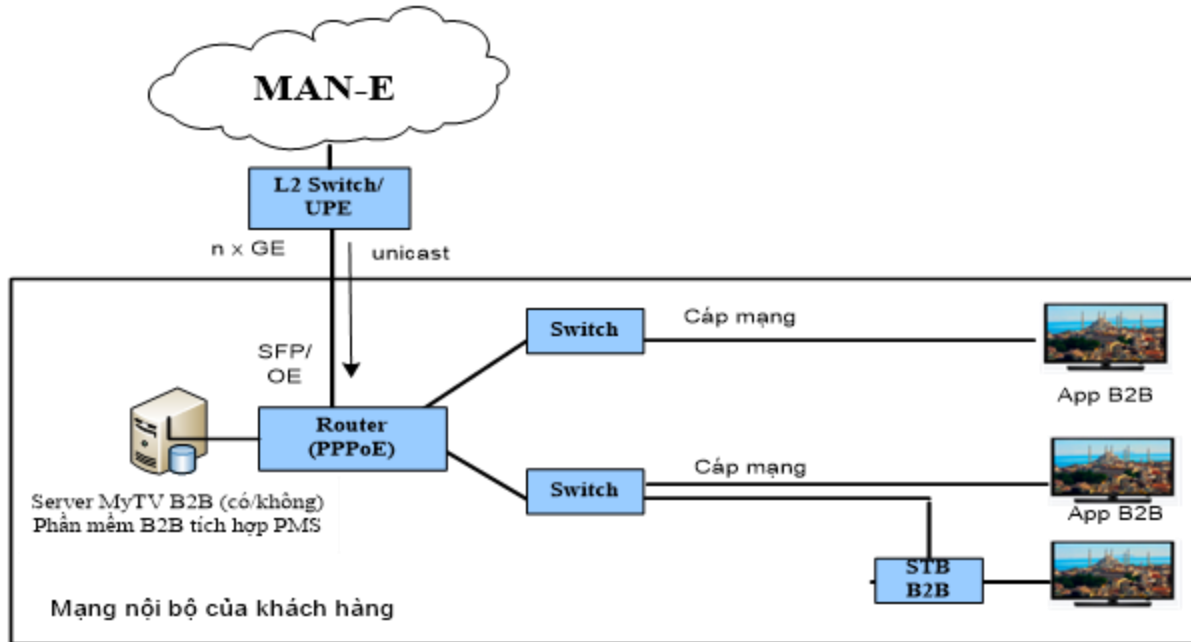 MAN-E
L2 Switch/
UPE
n x GE
unicast
SFP/
OE
Switch
Cáp mạng
App B2B
Router
(PPPoE)
Server MyTV B2B (có/không)
Phần mềm B2B tích hợp PMS
Switch
Cáp mạng
App B2B
STB
B2B
Mạng nội bộ của khách hàng